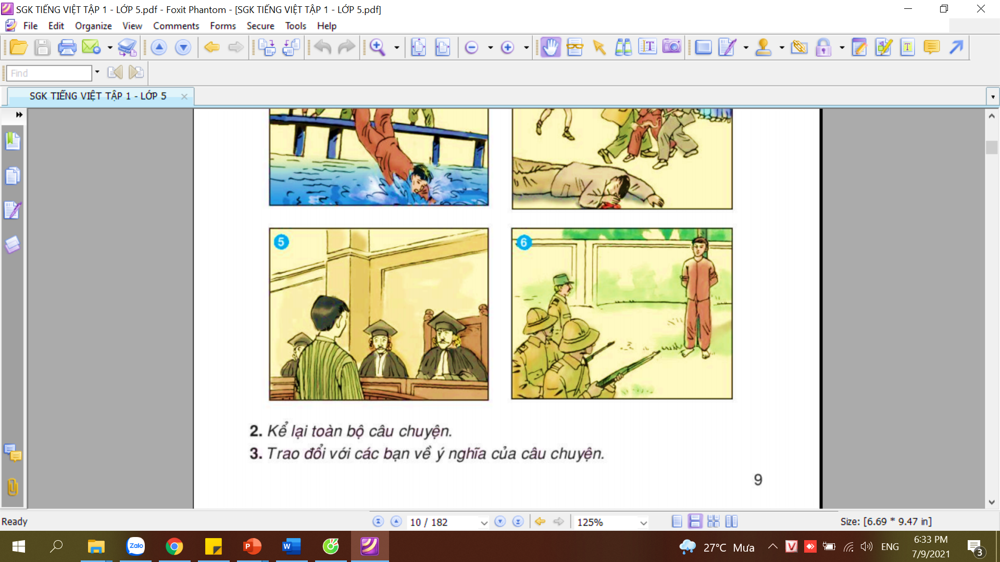 SGK TIẾNG VIỆT TẬP 1 - LỚP 5.pdf - Foxit Phantom - [SGK TIẾNG VIỆT TẬP 1 - LỚP 5.pdf]
File Edit Organize View Comments Forms Secure Tools Help
Find
SGK TIẾNG VIỆT TẬP 1 - LỚP 5
5
6
2. Kể lại toàn bộ câu chuyện.
3. Trao đổi với các bạn về ý nghĩa của câu chuyện.
9
Ready
10 / 182
125%
Size: [6.69 * 9.47 in]
Zalo
27°C Mưa
ENG
6:33 PM
7/9/2021
3